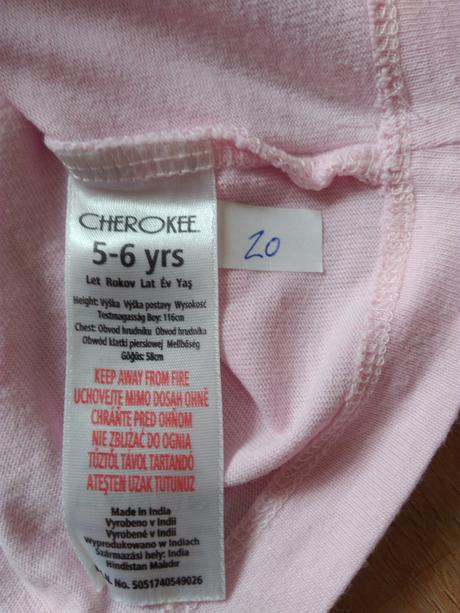 CHEROKEE
5-6 yrs
Let Rokov Lat Év Yaş
20
Height: Výška Výška postavy Wysokość
Testmagasság Boy: 116cm
Chest: Obvod hrudníku Obvod hrudníka
Obwód klatki piersiowej Mellbőség
Göğüs: 58cm
KEEP AWAY FROM FIRE
UCHOVEJTE MIMO DOSAH OHNĚ
CHRÁŇTE PRED OHŇOM
NIE ZBLIŻAĆ DO OGNIA
TŰZTŐL TÁVOL TARTANDÓ
ATEŞTEN UZAK TUTUNUZ
Made in India
Vyrobeno v Indii
Vyrobené v Indii
Wyprodukowano w Indiach
Származási hely: India
Hindistan Malıdır
No. 5051740549026